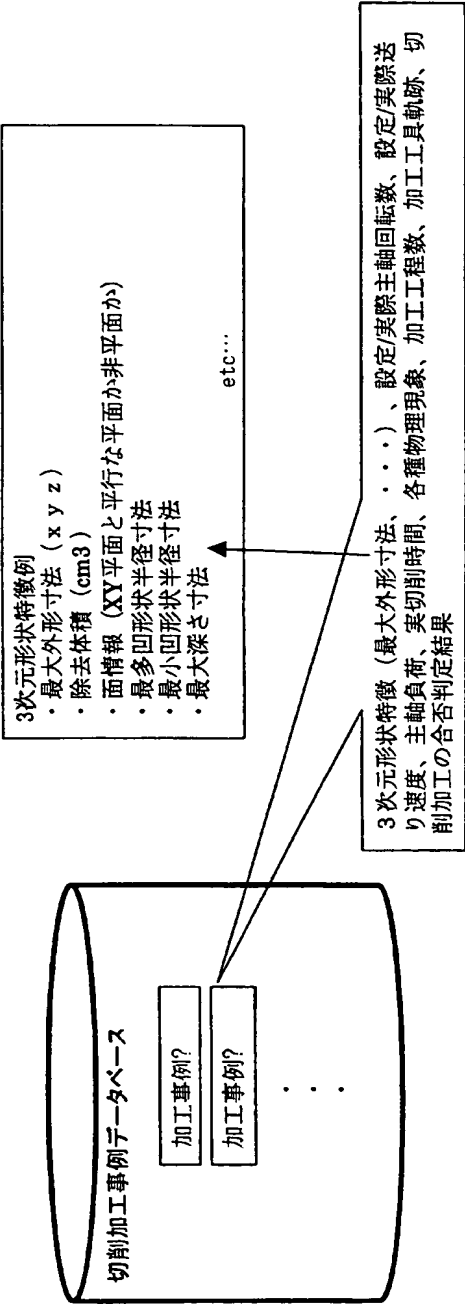 切削加工事例データベース
加工事例?
加工事例?
・・・
3次元形状特徴例
・最大外形寸法(xyz)
・除去体積(cm3)
・面情報(XY平面と平行な平面か非平面か)
・最多凹形状半径寸法
・最小凹形状半径寸法
・最大深さ寸法
etc…
3次元形状特徴(最大外形寸法、・・・)、設定/実際主軸回転数、設定/実際送
り速度、主軸負荷、実切削時間、各種物理現象、加工工程数、加工工具軌跡、切
削加工の合否判定結果